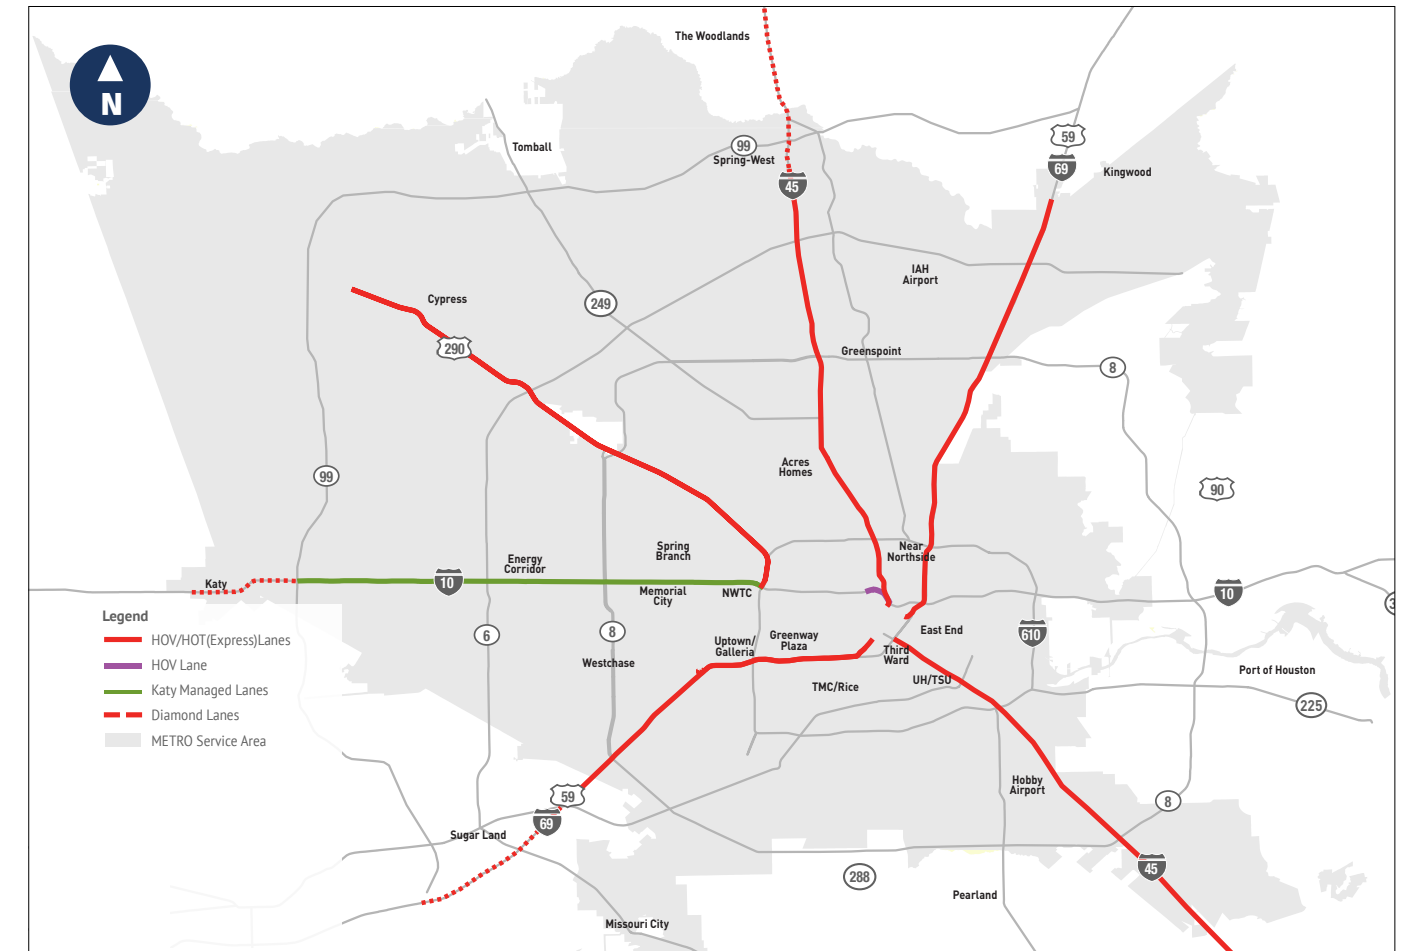 The Woodlands
59
N
99
Tomball
Spring-West
69
Kingwood
45
IAH
Airport
Cypress
249
290
Greenspoint
8
Acres
Homes
99
90
Near
Northside
Spring
Branch
Energy
Corridor
Katy
10
Memorial
City
NWTC
10
Legend
HOV/HOT(Express)Lanes
HOV Lane
Katy Managed Lanes
Diamond Lanes
METRO Service Area
6
8
Westchase
Uptown/
Galleria
Greenway
Plaza
East End
610
Third
Ward
UH/TSU
TMC/Rice
Port of Houston
225
Hobby
Airport
59
8
69
Sugar Land
45
288
Pearland
Missouri City